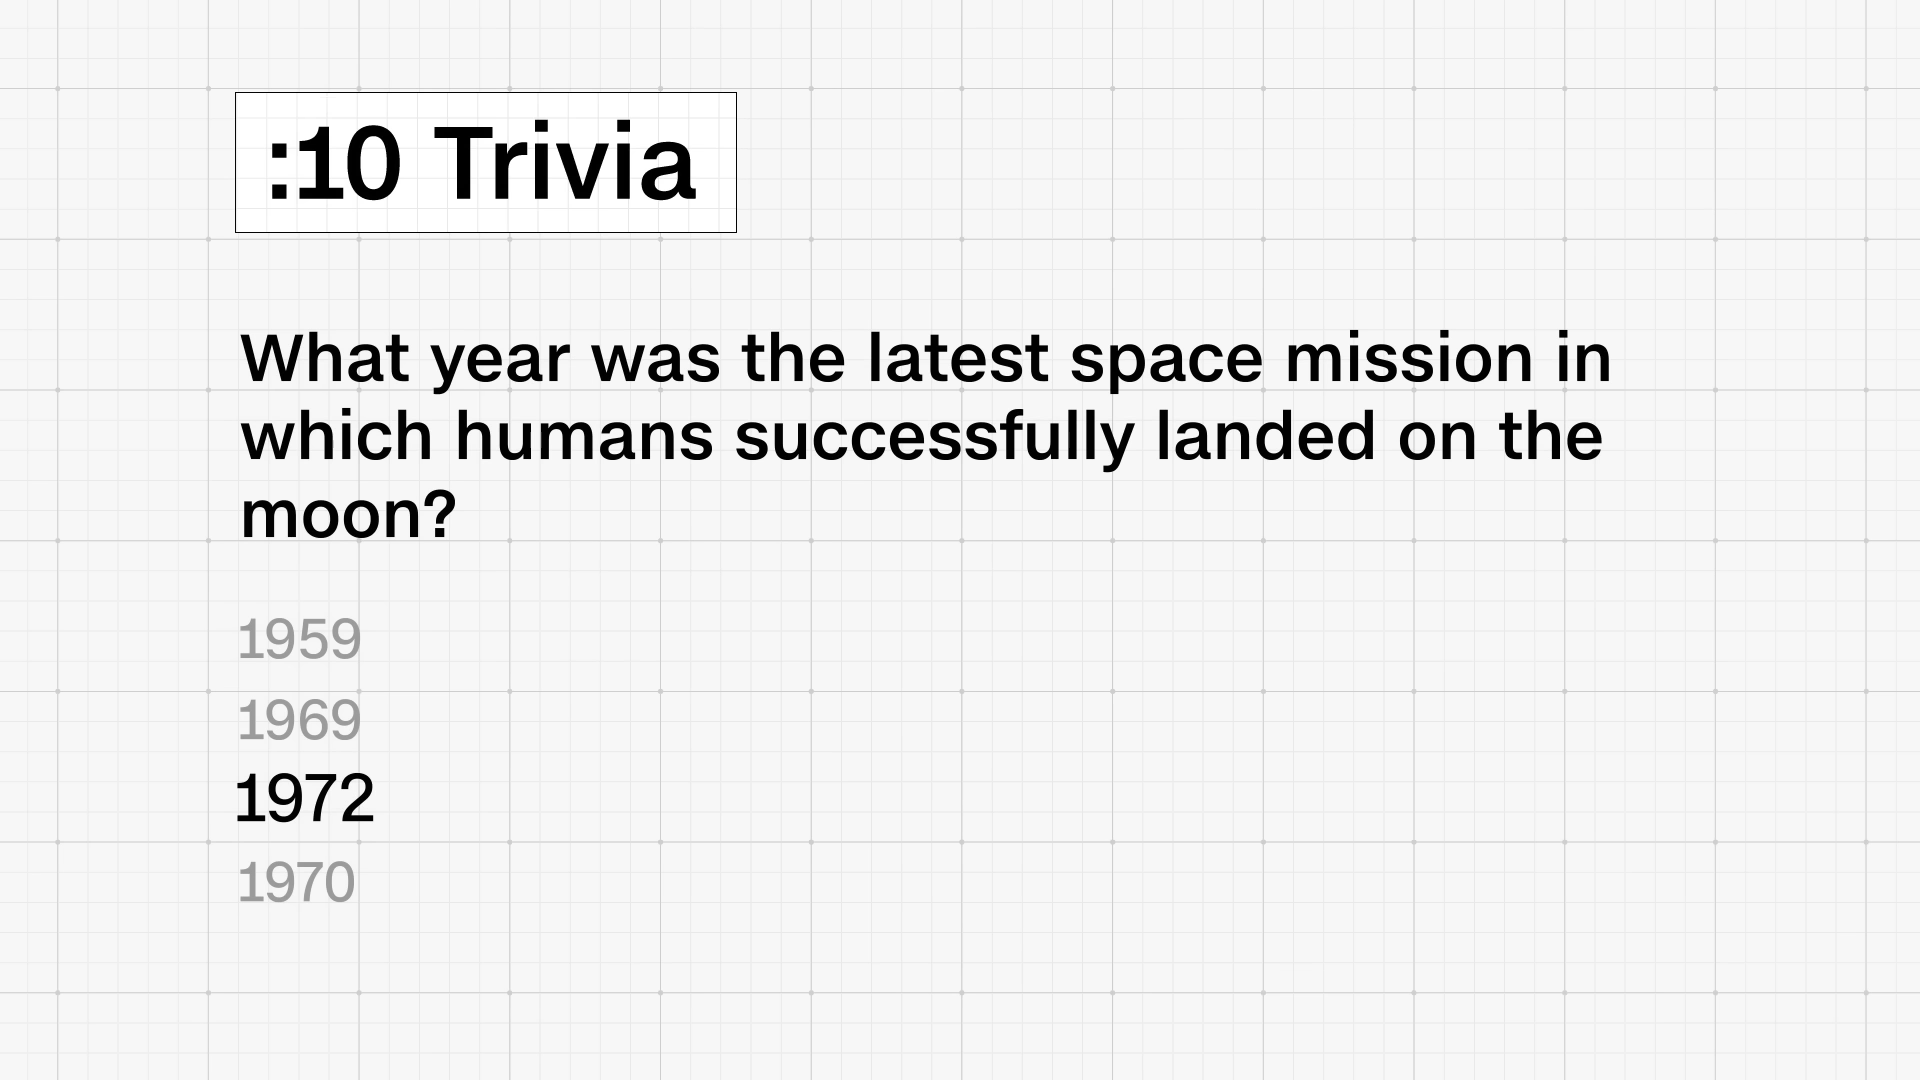 :10 Trivia
What year was the latest space mission in
which humans successfully landed on the
moon?
1959
1969
1972
1970